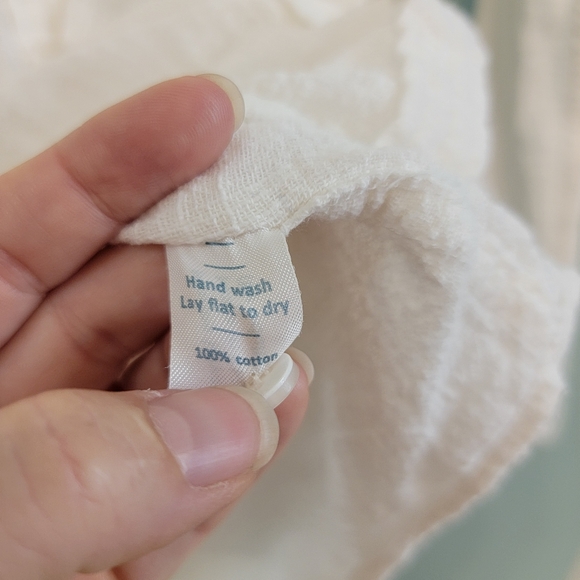 Hand wash
Lay flat to dry
100% cotton